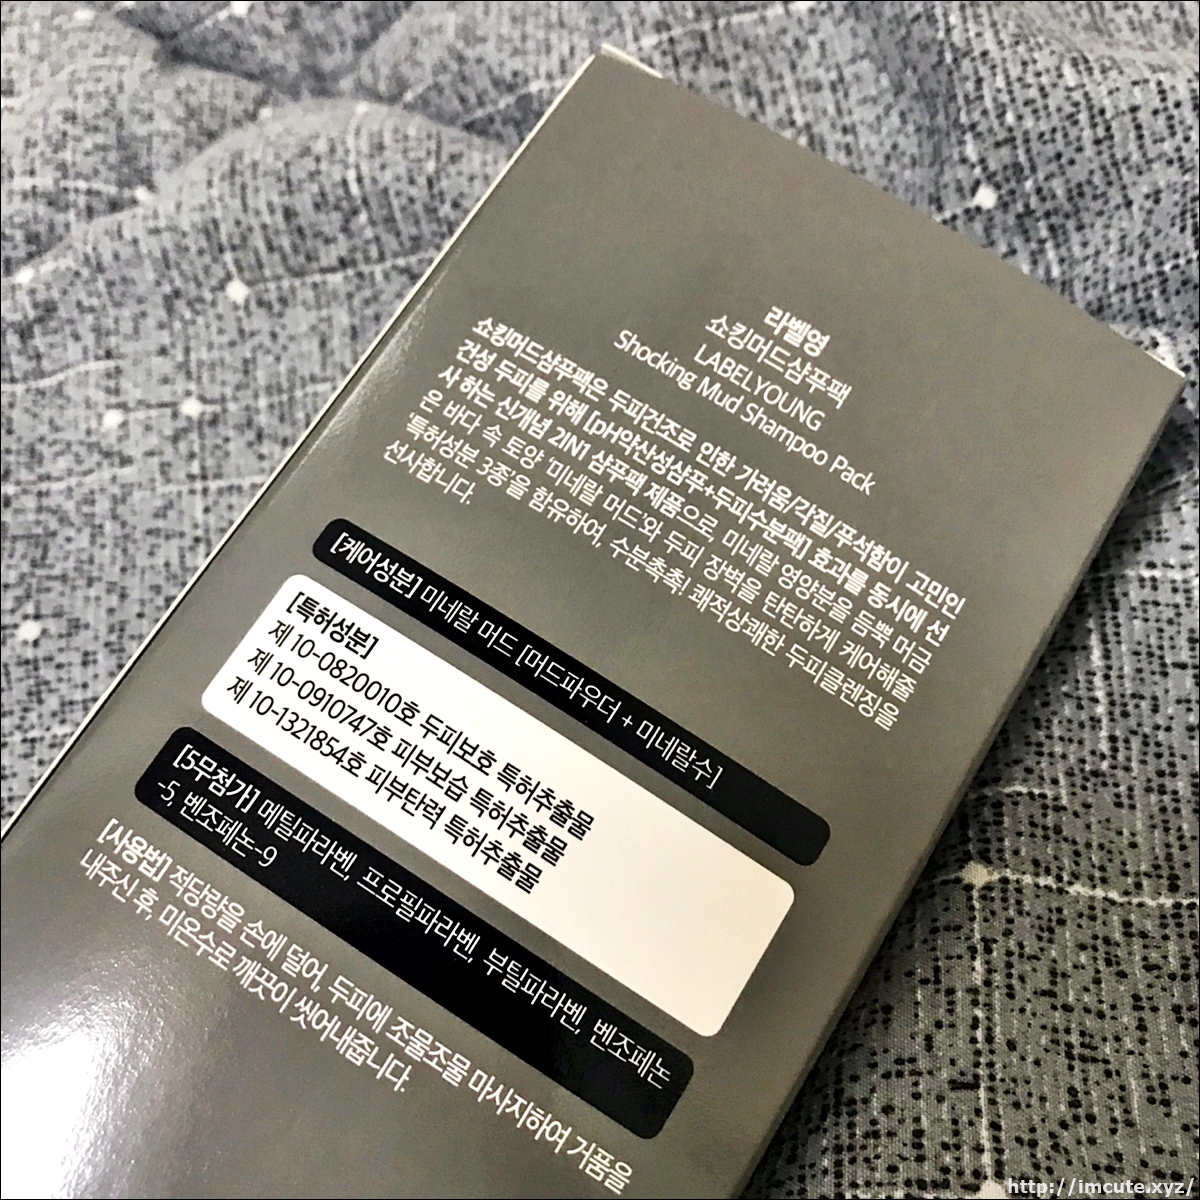 라벨영
쇼킹머드샴푸팩
LABELYOUNG
Shocking Mud Shampoo Pack
쇼킹머드샴푸팩은 두피건조로 인한 가려움/각질/푸석함이 고민인
건성 두피를 위해 [pH약산성샴푸+두피수분팩] 효과를 동시에 선
사 하는 신개념 2IN1 샴푸팩 제품으로, 미네랄 영양분을 듬뿍 머금
은 바다 속 토양 '미네랄 머드'와 두피 장벽을 탄탄하게 케어해줄
'특허성분 3종'을 함유하여, 수분촉촉! 쾌적상쾌한 두피클렌징을
선사합니다.
[케어성분] 미네랄 머드 [머드파우더 + 미네랄수]
[특허성분]
제 10-0820010호 두피보호 특허추출물
제 10-0910747호 피부보습 특허추출물
제 10-1321854호 피부탄력 특허추출물
[5무첨가] 메틸파라벤, 프로필파라벤, 부틸파라벤, 벤조페논
-5, 벤조페논-9
[사용법] 적당량을 손에 덜어, 두피에 조물조물 마사지하여 거품을
내주신 후, 미온수로 깨끗이 씻어내줍니다.
http://imcute.xyz/